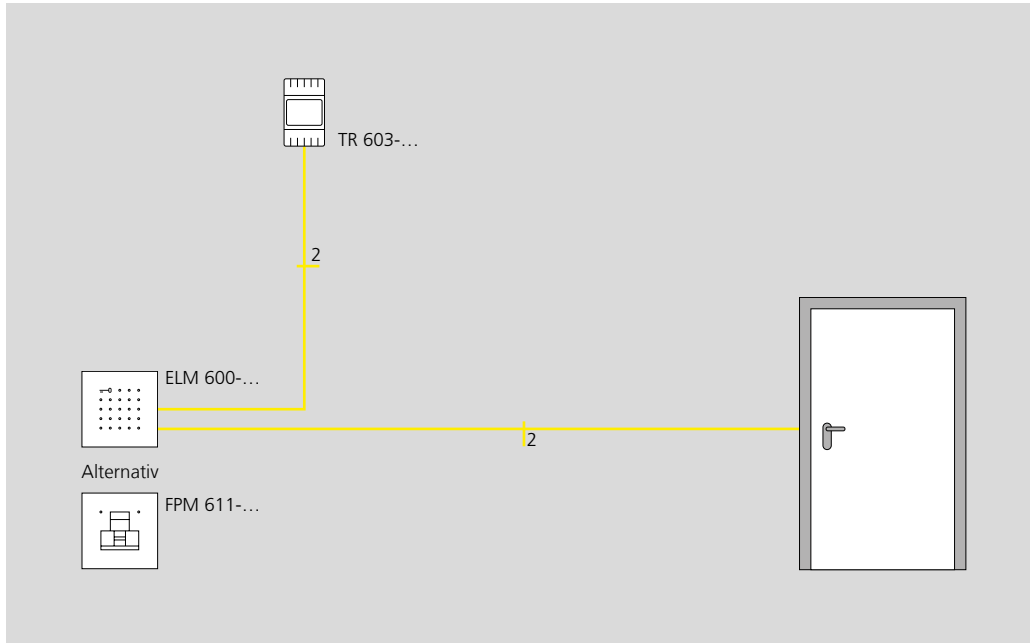 TR 603-…
2
ELM 600-…
2
Alternativ
FPM 611-…